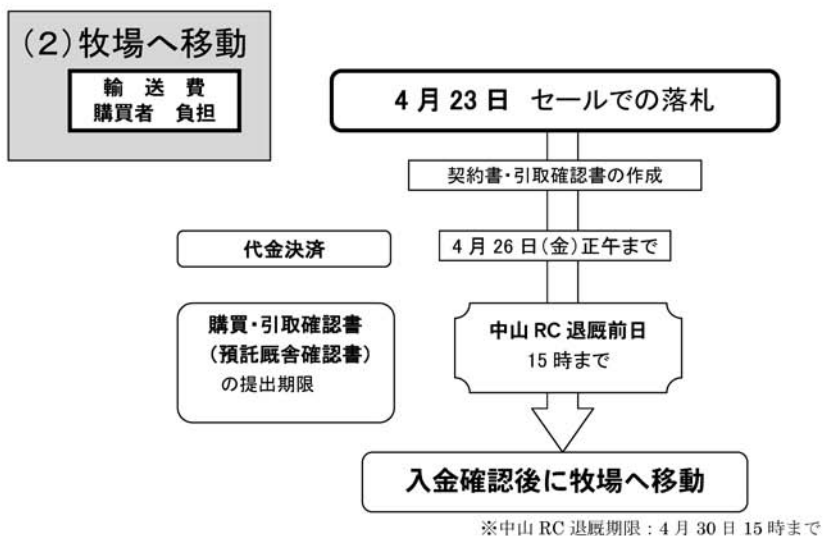 (2)牧場へ移動
輸 送 費
購買者 負担
4月23日 セールでの落札
契約書・引取確認書の作成
代金決済
4月26日(金)正午まで
購買・引取確認書
(預託厩舎確認書)
の提出期限
中山RC退厩前日
15時まで
入金確認後に牧場へ移動
※中山RC退厩期限:4月30日15時まで